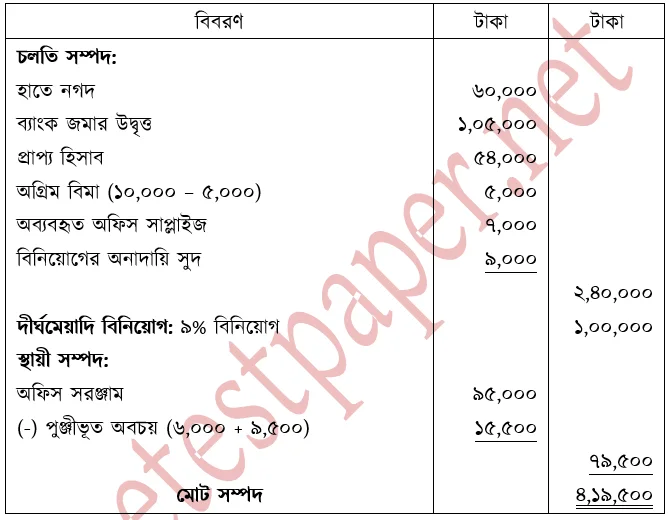 বিবরণ টাকা টাকা
চলতি সম্পদ:
হাতে নগদ ৬০,০০০
ব্যাংক জমার উদ্বৃত্ত ১,০৫,০০০
প্রাপ্য হিসাব ৫৪,০০০
অগ্রিম বিমা (১০,০০০ – ৫,০০০) ৫,০০০
অব্যবহৃত অফিস সাপ্লাইজ ৭,০০০
বিনিয়োগের অনাদায়ি সুদ ৯,০০০
২,৪০,০০০
দীর্ঘমেয়াদি বিনিয়োগ: ৯% বিনিয়োগ ১,০০,০০০
স্থায়ী সম্পদ:
অফিস সরঞ্জাম ৯৫,০০০
(-) পুঞ্জীভূত অবচয় (৬,০০০ + ৯,৫০০) ১৫,৫০০
৭৯,৫০০
মোট সম্পদ ৪,১৯,৫০০
etestpaper.net